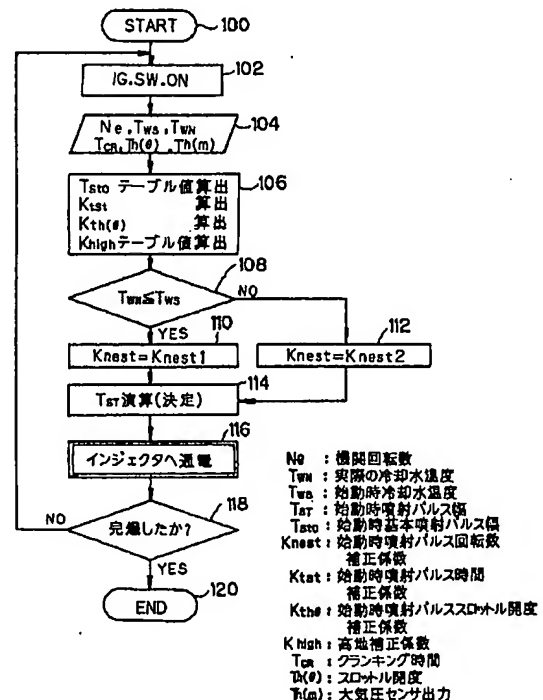 START
100
IG.SW.ON
102
Ne,Tws,TWN
TCR,Th(θ),Th(m)
104
Tsto テーブル値算出
Ktst 算出
Kth(θ) 算出
Khighテーブル値算出
106
TWN≦Tws
108
NO
YES
110
Knest=Knest1
112
Knest=Knest2
114
TST演算(決定)
116
インジェクタへ通電
118
完爆したか?
NO
YES
120
END
Ne : 機関回転数
TWN : 実際の冷却水温度
Tws : 始動時冷却水温度
TST : 始動時噴射パルス幅
Tsto : 始動時基本噴射パルス幅
Knest : 始動時噴射パルス回転数
補正係数
Ktst : 始動時噴射パルス時間
補正係数
Kthθ : 始動時噴射パルススロットル開度
補正係数
K high : 高地補正係数
TCR : クランキング時間
Th(θ) : スロットル開度
Th(m) : 大気圧センサ出力